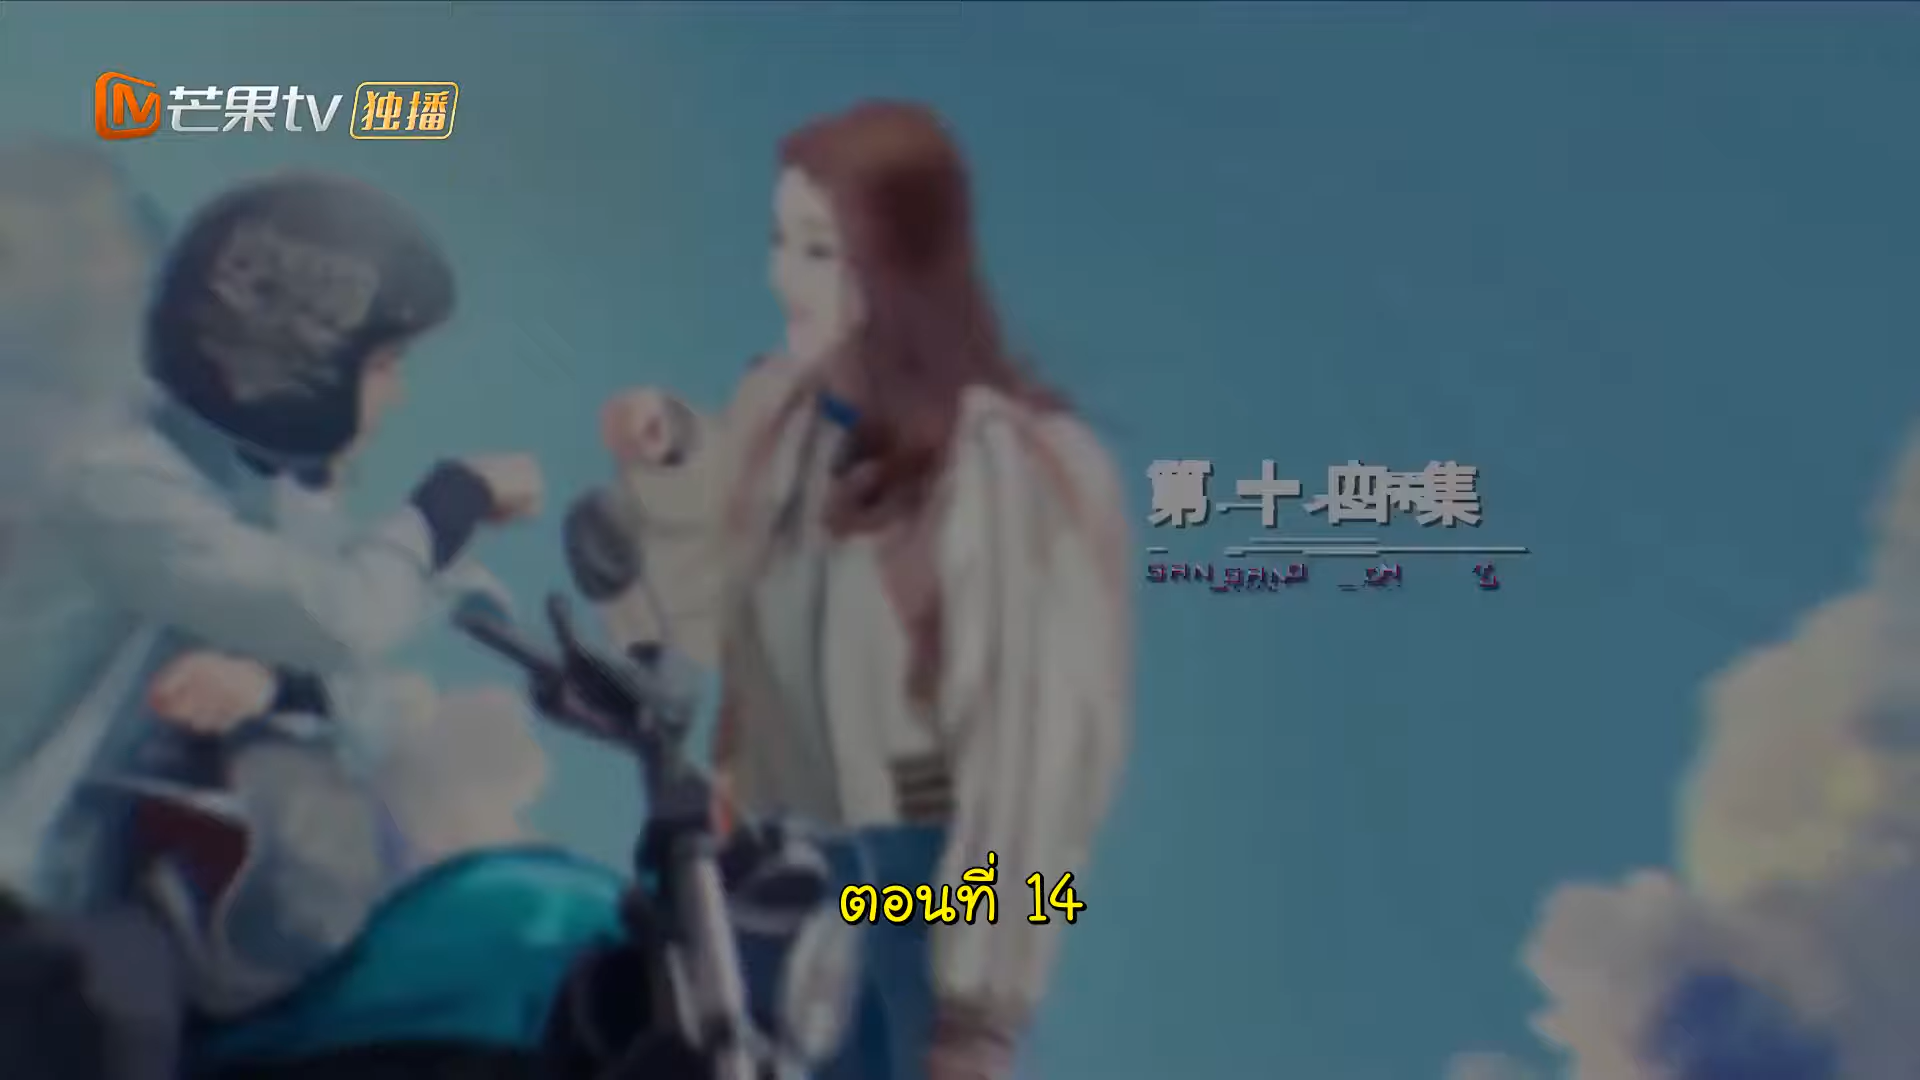 芒果tv 独播
第十四集
ตอนที่ 14